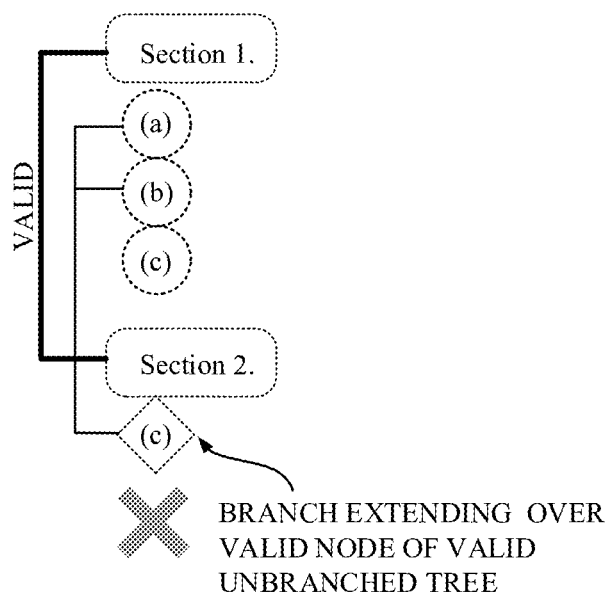 Section 1.
(a)
(b)
(c)
VALID
Section 2.
(c)
BRANCH EXTENDING OVER
VALID NODE OF VALID
UNBRANCHED TREE